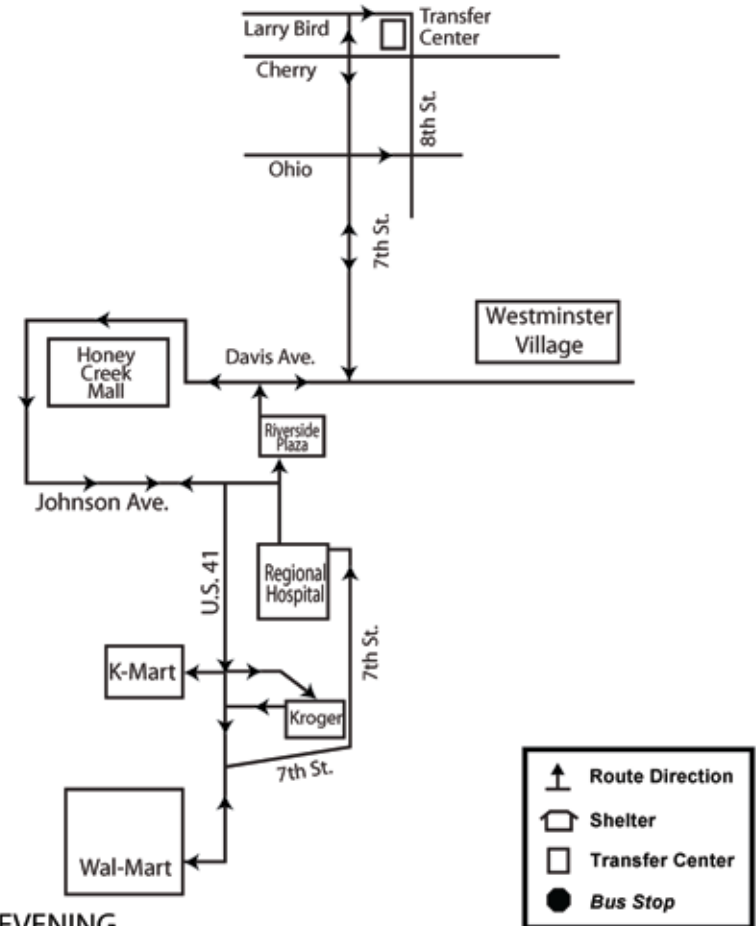 Larry Bird
Transfer
Center
Cherry
8th St.
Ohio
7th St.
Westminster
Village
Honey
Creek
Mall
Davis Ave.
Riverside
Plaza
Johnson Ave.
U.S. 41
Regional
Hospital
7th St.
K-Mart
Kroger
7th St.
Wal-Mart
Route Direction
Shelter
Transfer Center
Bus Stop
EVENING